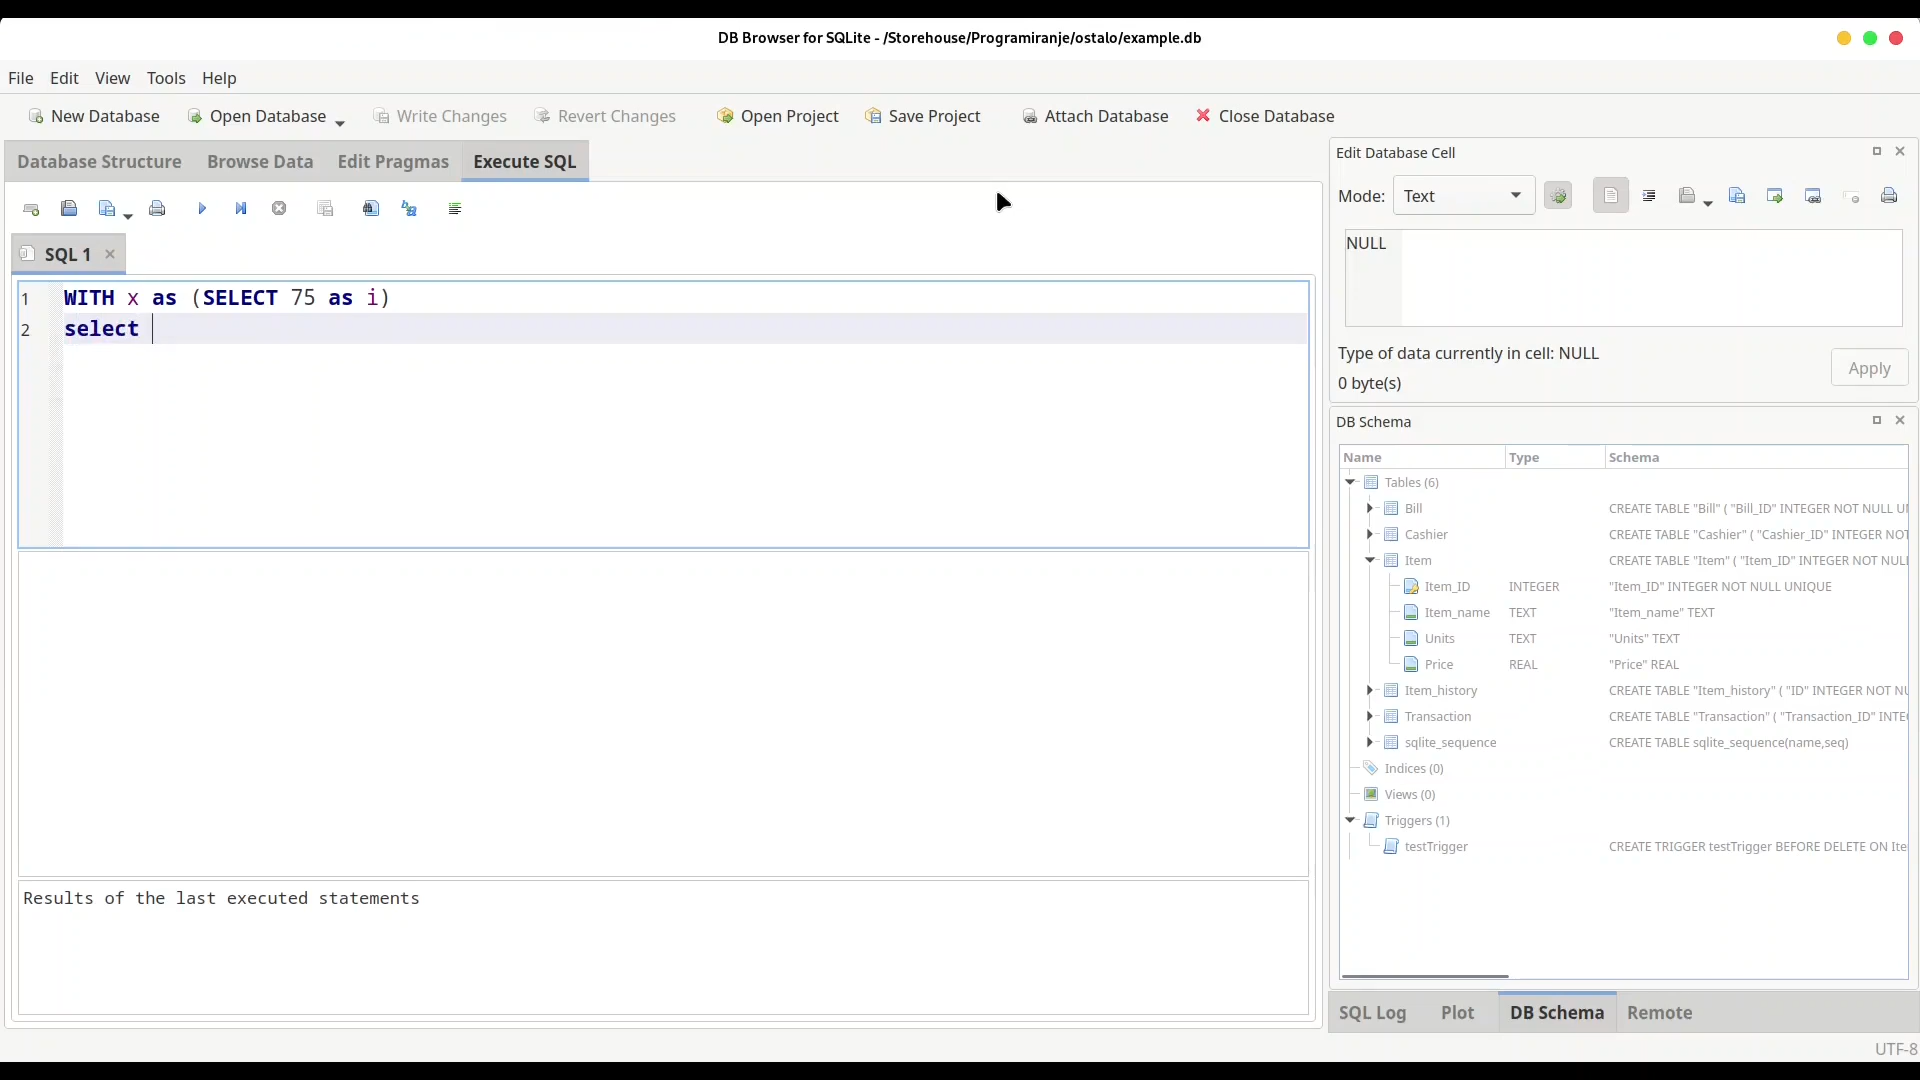 DB Browser for SQLite - /Storehouse/Programiranje/ostalo/example.db
File Edit View Tools Help
New Database Open Database Write Changes Revert Changes Open Project Save Project Attach Database Close Database
Database Structure Browse Data Edit Pragmas Execute SQL
SQL 1
1 WITH x as (SELECT 75 as i)
2 select
Results of the last executed statements
Edit Database Cell
Mode: Text
NULL
Type of data currently in cell: NULL
0 byte(s)
Apply
DB Schema
Name Type Schema
Tables (6)
Bill CREATE TABLE "Bill" ( "Bill_ID" INTEGER NOT NULL
Cashier CREATE TABLE "Cashier" ( "Cashier_ID" INTEGER NOT
Item CREATE TABLE "Item" ( "Item_ID" INTEGER NOT NULL
Item_ID INTEGER "Item_ID" INTEGER NOT NULL UNIQUE
Item_name TEXT "Item_name" TEXT
Units TEXT "Units" TEXT
Price REAL "Price" REAL
Item_history CREATE TABLE "Item_history" ( "ID" INTEGER NOT
Transaction CREATE TABLE "Transaction" ( "Transaction_ID"
sqlite_sequence CREATE TABLE sqlite_sequence(name,seq)
Indices (0)
Views (0)
Triggers (1)
testTrigger CREATE TRIGGER testTrigger BEFORE DELETE ON
SQL Log Plot DB Schema Remote
UTF-8